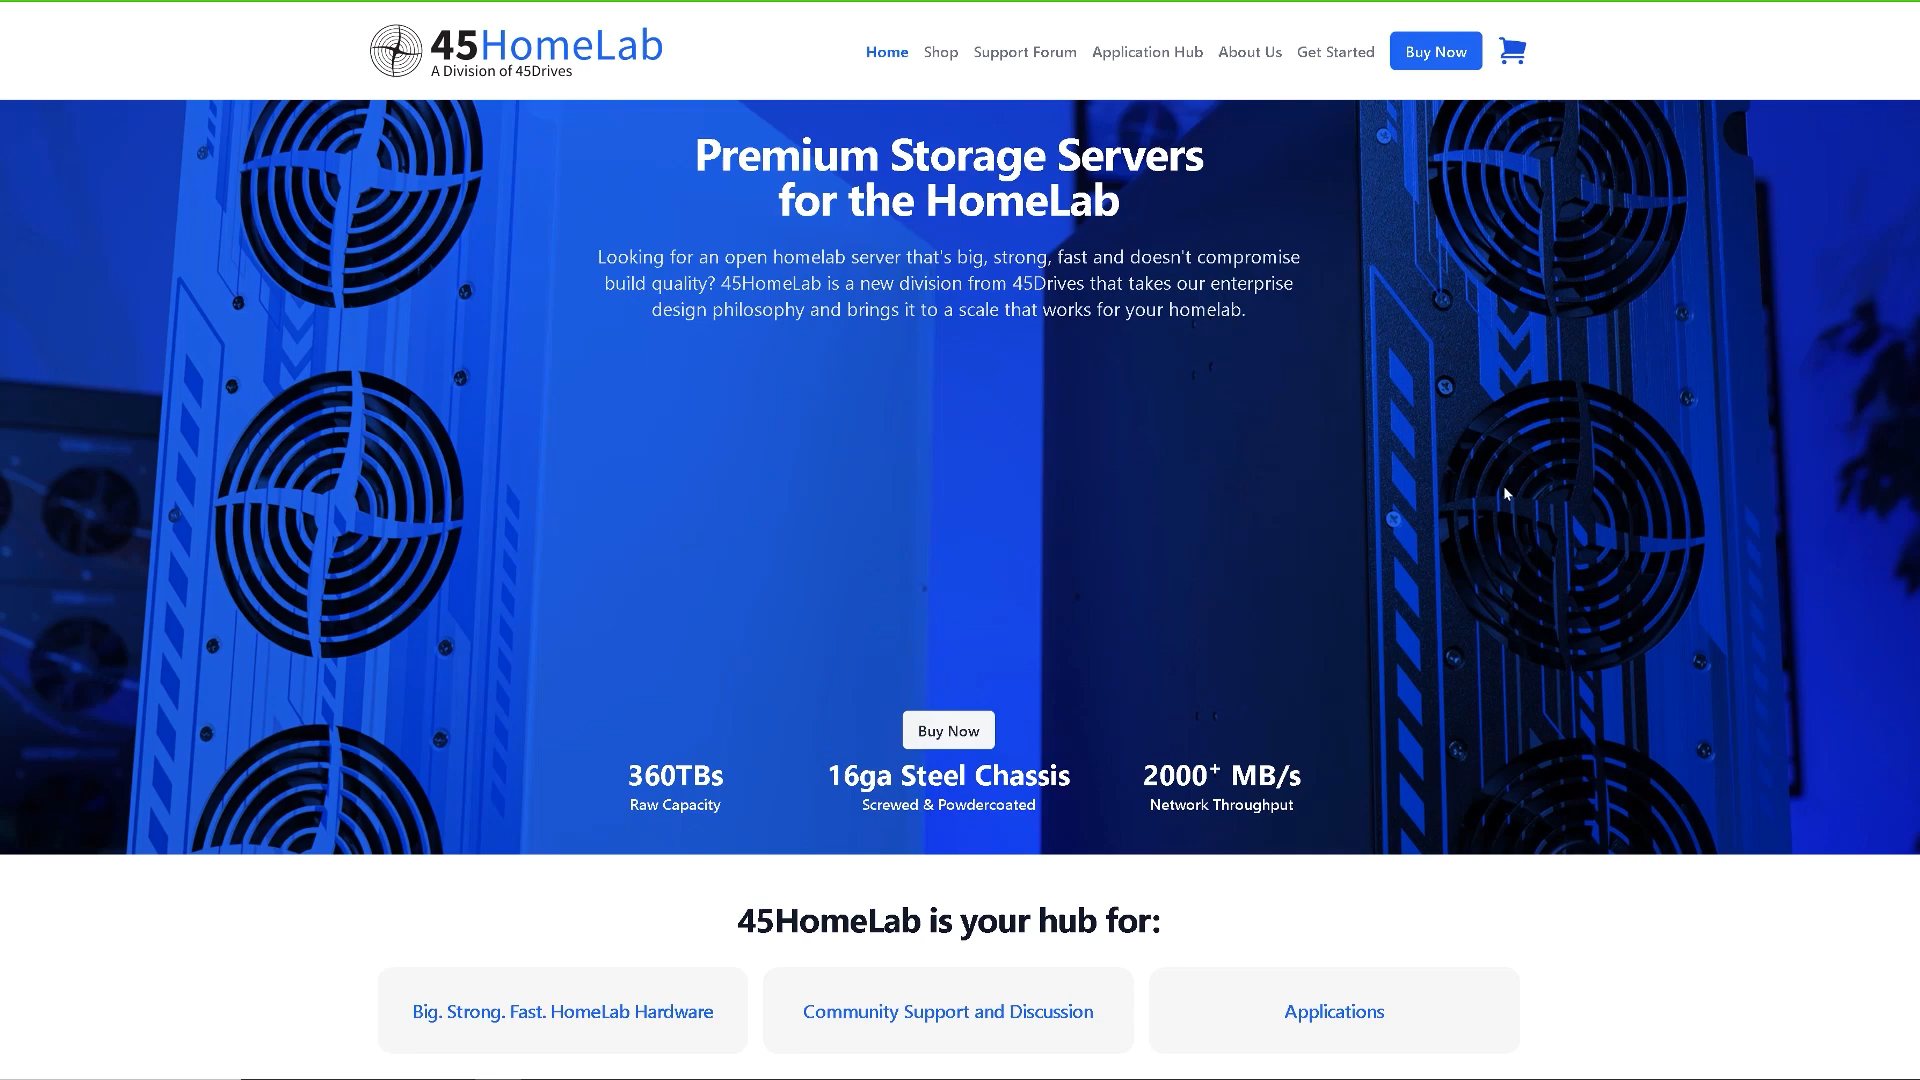 45HomeLab
A Division of 45Drives
Home Shop Support Forum Application Hub About Us Get Started Buy Now
Premium Storage Servers
for the HomeLab
Looking for an open homelab server that's big, strong, fast and doesn't compromise
build quality? 45HomeLab is a new division from 45Drives that takes our enterprise
design philosophy and brings it to a scale that works for your homelab.
Buy Now
360TBs 16ga Steel Chassis 2000⁺ MB/s
Raw Capacity Screwed & Powdercoated Network Throughput
45HomeLab is your hub for:
Big. Strong. Fast. HomeLab Hardware Community Support and Discussion Applications